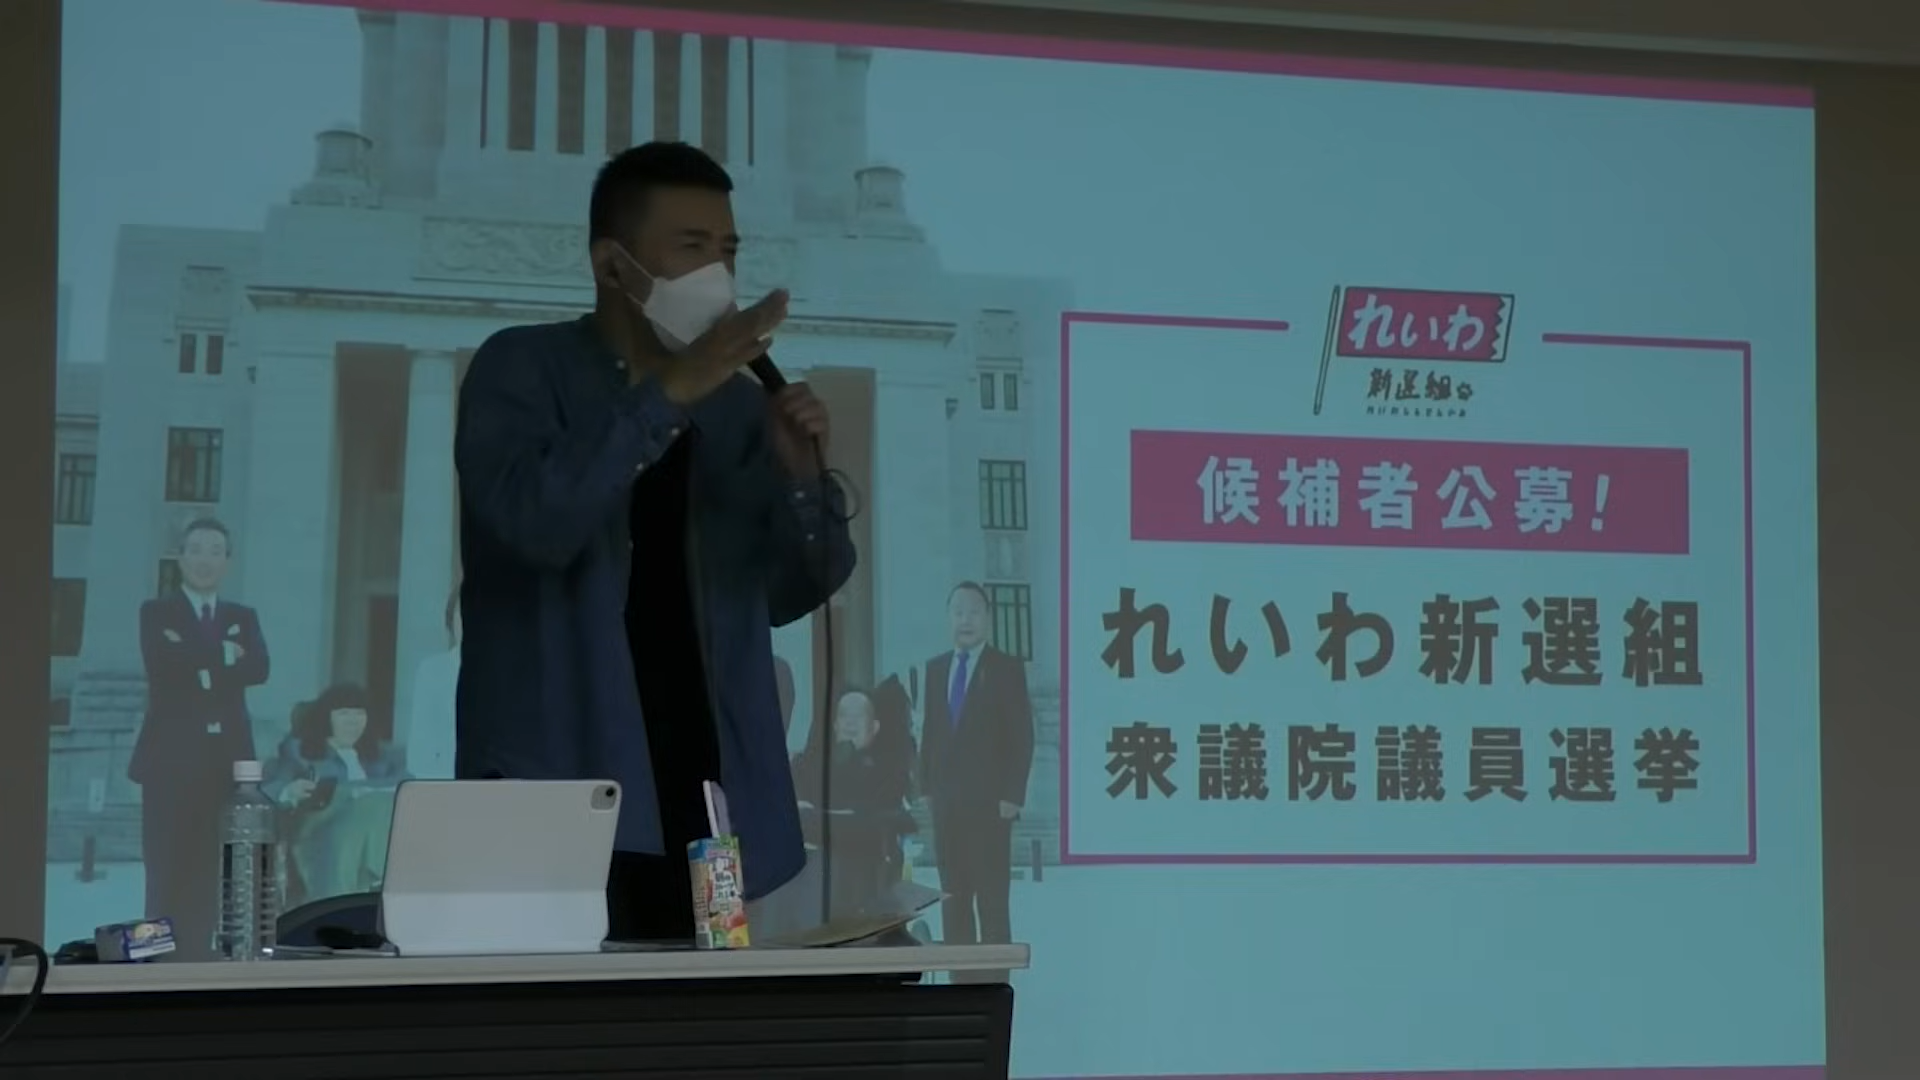 れいわ
新選組
候補者公募!
れいわ新選組
衆議院議員選挙